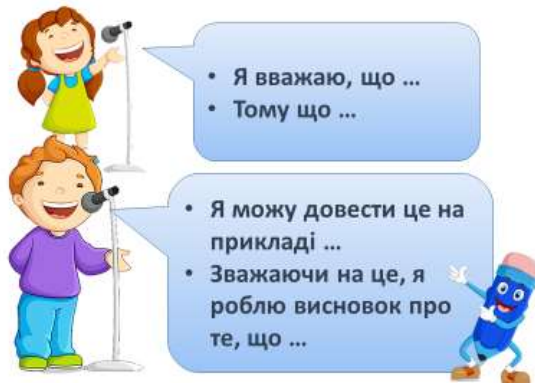 • Я вважаю, що ...
• Тому що ...
• Я можу довести це на
прикладі ...
• Зважаючи на це, я
роблю висновок про
те, що ...